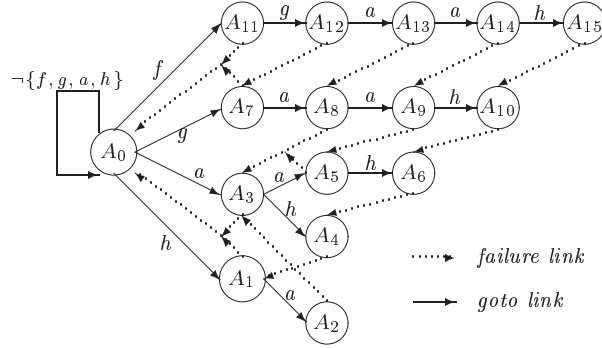 A11 g A12 a A13 a A14 h A15
¬{f, g, a, h} f
A7 a A8 a A9 h A10
A0 g
a A3 a A5 h A6
h h A4
A1 failure link
a A2 goto link